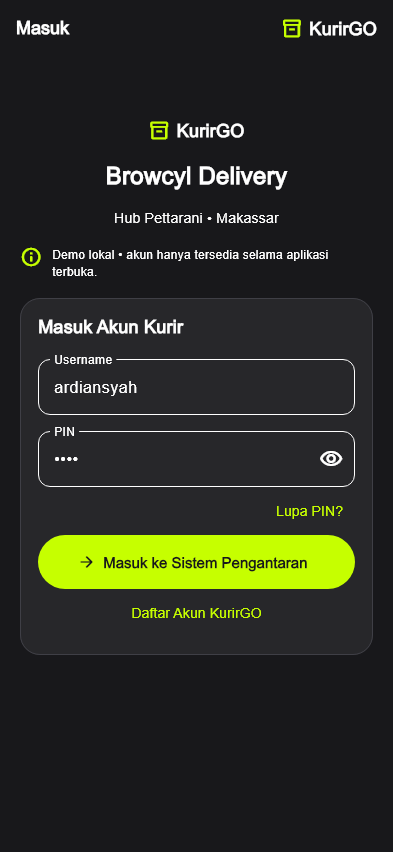 Masuk
KurirGO
KurirGO
Browcyl Delivery
Hub Pettarani • Makassar
Demo lokal • akun hanya tersedia selama aplikasi
terbuka.
Masuk Akun Kurir
Username
ardiansyah
PIN
••••
Lupa PIN?
Masuk ke Sistem Pengantaran
Daftar Akun KurirGO